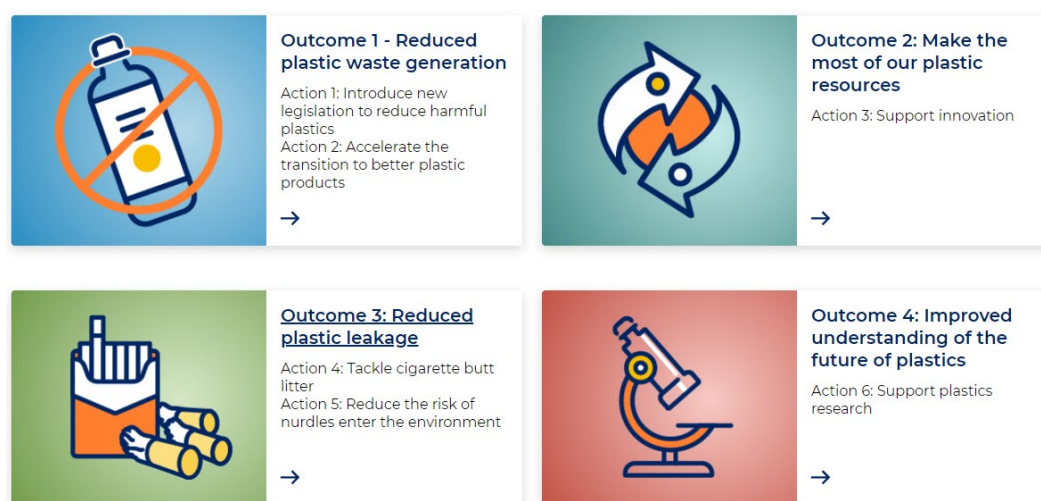 Outcome 1 - Reduced
plastic waste generation
Action 1: Introduce new
legislation to reduce harmful
plastics
Action 2: Accelerate the
transition to better plastic
products
Outcome 2: Make the
most of our plastic
resources
Action 3: Support innovation
Outcome 3: Reduced
plastic leakage
Action 4: Tackle cigarette butt
litter
Action 5: Reduce the risk of
nurdles enter the environment
Outcome 4: Improved
understanding of the
future of plastics
Action 6: Support plastics
research